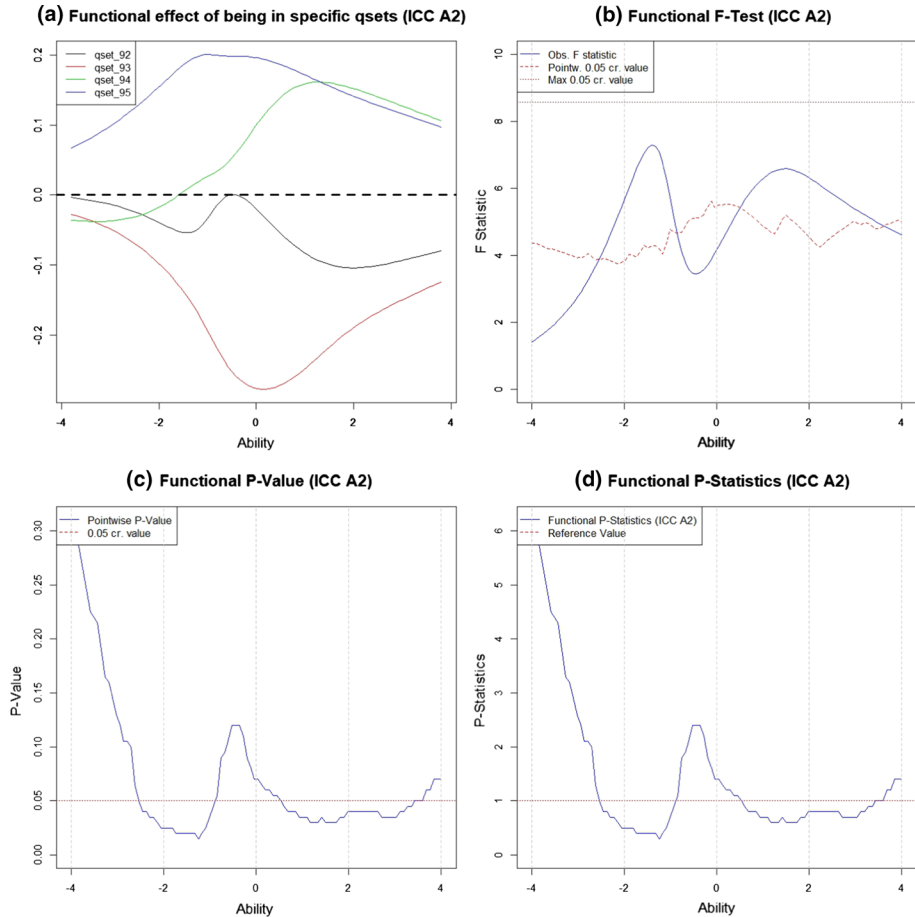 (a) Functional effect of being in specific qsets (ICC A2)
qset_92
qset_93
qset_94
qset_95
0.2
0.1
0.0
-0.1
-0.2
-4 -2 0 2 4
Ability
(b) Functional F-Test (ICC A2)
Obs. F statistic
Pointw. 0.05 cr. value
Max 0.05 cr. value
10
8
6
4
2
0
F Statistic
-4 -2 0 2 4
Ability
(c) Functional P-Value (ICC A2)
Pointwise P-Value
0.05 cr. value
0.30
0.25
0.20
0.15
0.10
0.05
0.00
P-Value
-4 -2 0 2 4
Ability
(d) Functional P-Statistics (ICC A2)
Functional P-Statistics (ICC A2)
Reference Value
6
5
4
3
2
1
0
P-Statistics
-4 -2 0 2 4
Ability